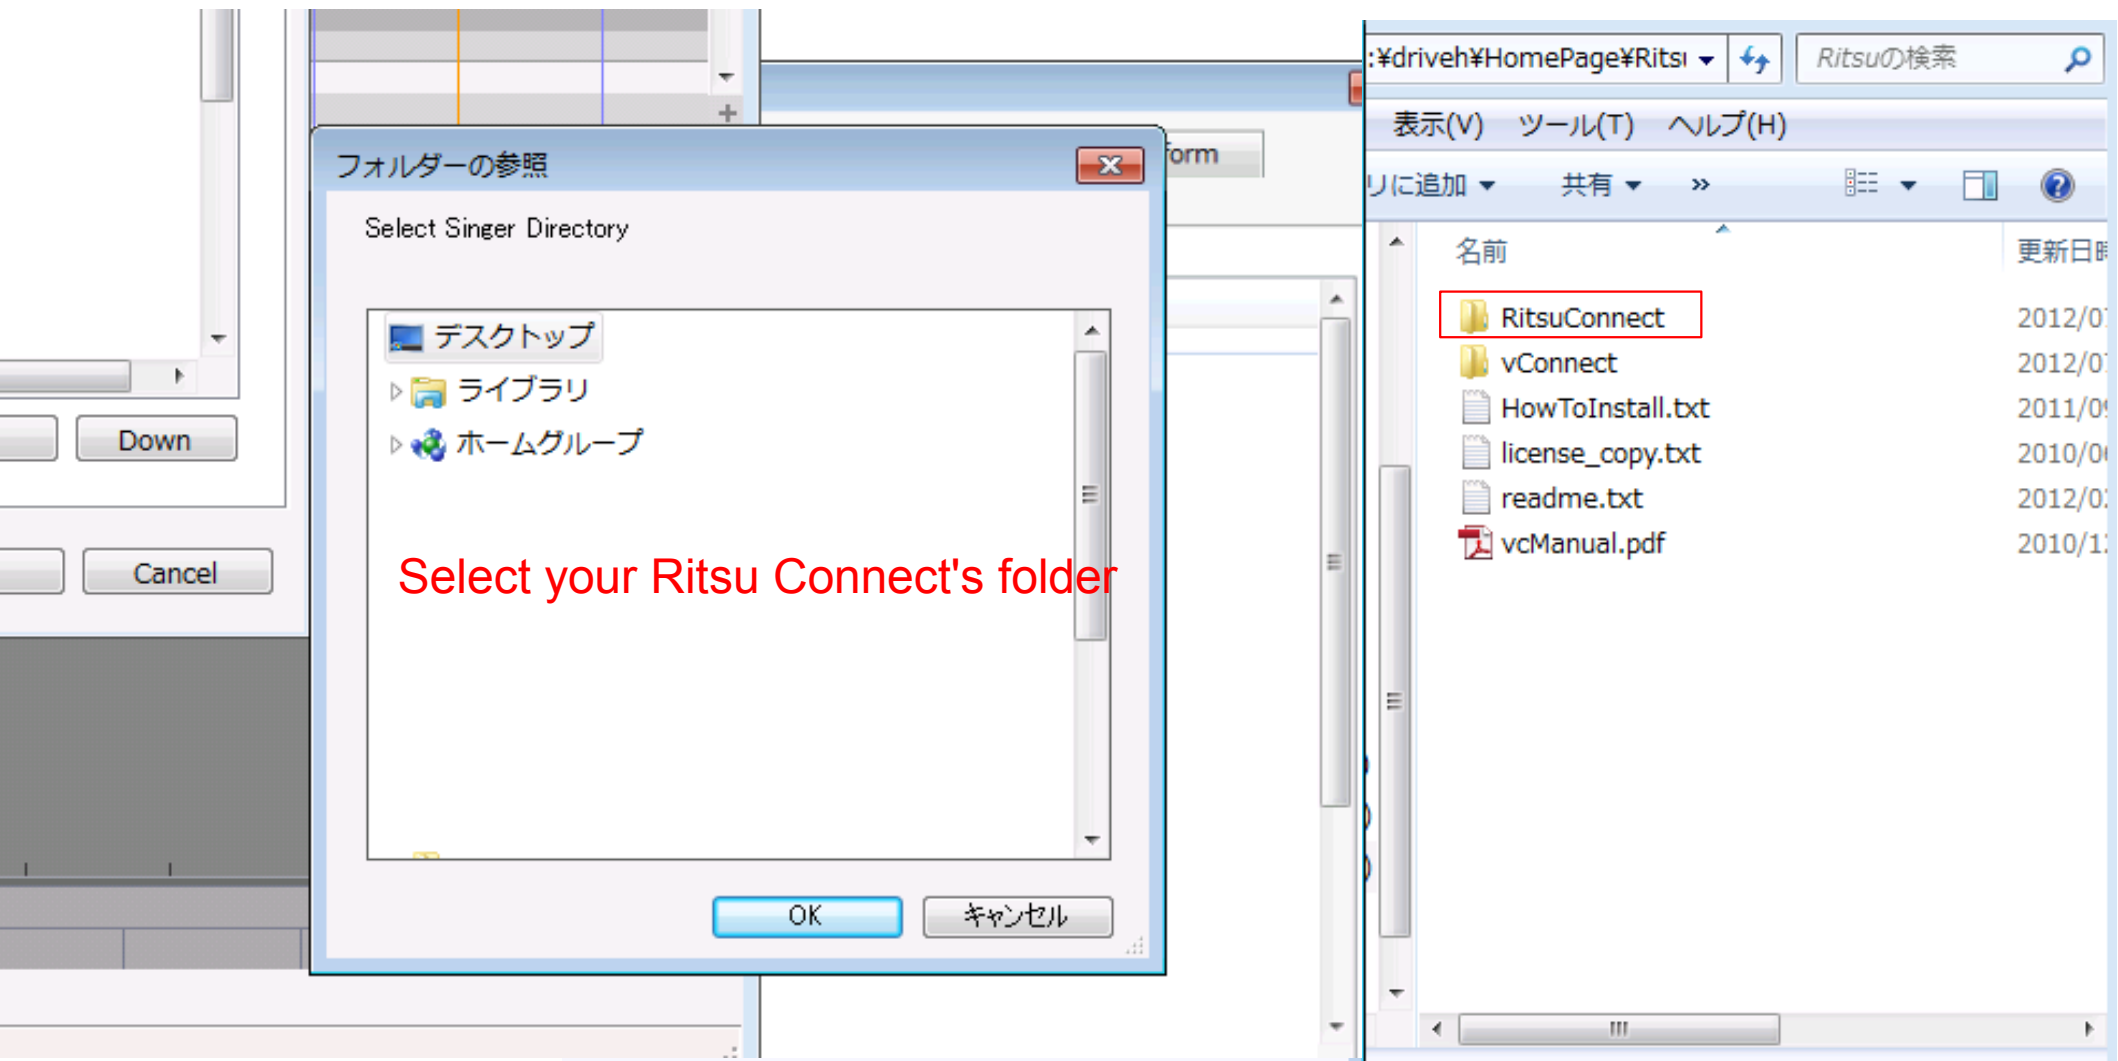 Down
Cancel
フォルダーの参照
Select Singer Directory
デスクトップ
ライブラリ
ホームグループ
Select your Ritsu Connect's folder
OK
キャンセル
orm
:¥driveh¥HomePage¥Rits
Ritsuの検索
表示(V) ツール(T) ヘルプ(H)
リに追加 共有 »
名前 更新日時
RitsuConnect 2012/0
vConnect 2012/0
HowToInstall.txt 2011/09
license_copy.txt 2010/0
readme.txt 2012/0
vcManual.pdf 2010/1